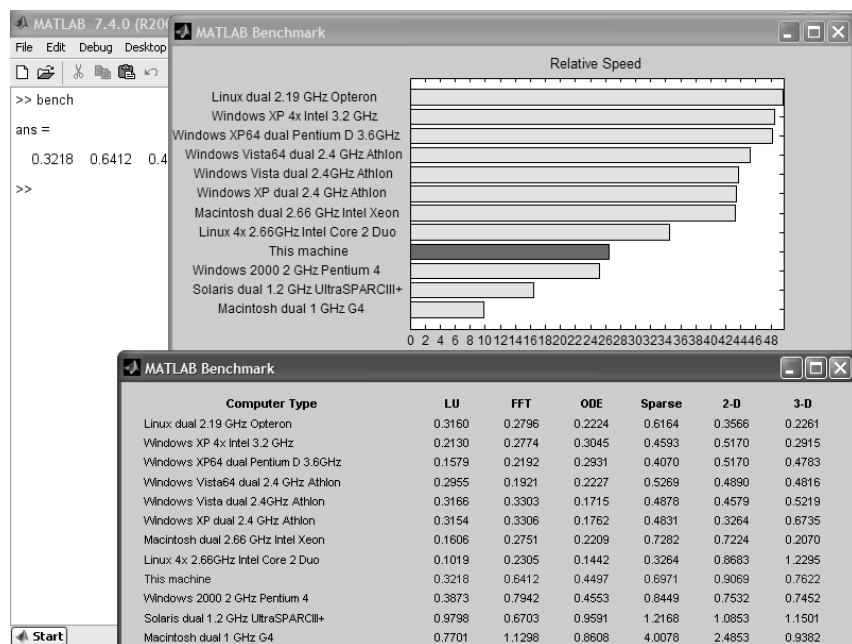 MATLAB 7.4.0 (R200
File Edit Debug Desktop
>> bench
ans =
0.3218 0.6412 0.4
>>
Start
MATLAB Benchmark
Relative Speed
Linux dual 2.19 GHz Opteron
Windows XP 4x Intel 3.2 GHz
Windows XP64 dual Pentium D 3.6GHz
Windows Vista64 dual 2.4 GHz Athlon
Windows Vista dual 2.4GHz Athlon
Windows XP dual 2.4 GHz Athlon
Macintosh dual 2.66 GHz Intel Xeon
Linux 4x 2.66GHz Intel Core 2 Duo
This machine
Windows 2000 2 GHz Pentium 4
Solaris dual 1.2 GHz UltraSPARCIII+
Macintosh dual 1 GHz G4
0 2 4 6 8 10 12 14 16 18 20 22 24 26 28 30 32 34 36 38 40 42 44 46 48
MATLAB Benchmark
Computer Type LU FFT ODE Sparse 2-D 3-D
Linux dual 2.19 GHz Opteron 0.3160 0.2796 0.2224 0.6164 0.3566 0.2261
Windows XP 4x Intel 3.2 GHz 0.2130 0.2774 0.3045 0.4593 0.5170 0.2915
Windows XP64 dual Pentium D 3.6GHz 0.1579 0.2192 0.2931 0.4070 0.5170 0.4783
Windows Vista64 dual 2.4 GHz Athlon 0.2955 0.1921 0.2227 0.5269 0.4890 0.4816
Windows Vista dual 2.4GHz Athlon 0.3166 0.3303 0.1715 0.4878 0.4579 0.5219
Windows XP dual 2.4 GHz Athlon 0.3154 0.3306 0.1762 0.4831 0.3264 0.6735
Macintosh dual 2.66 GHz Intel Xeon 0.1606 0.2751 0.2209 0.7282 0.7224 0.2070
Linux 4x 2.66GHz Intel Core 2 Duo 0.1019 0.2305 0.1442 0.3264 0.8683 1.2295
This machine 0.3218 0.6412 0.4497 0.6971 0.9069 0.7622
Windows 2000 2 GHz Pentium 4 0.3873 0.7942 0.4553 0.8449 0.7532 0.7452
Solaris dual 1.2 GHz UltraSPARCIII+ 0.9798 0.6703 0.9591 1.2168 1.0853 1.1501
Macintosh dual 1 GHz G4 0.7701 1.1298 0.8608 4.0078 2.4853 0.9382